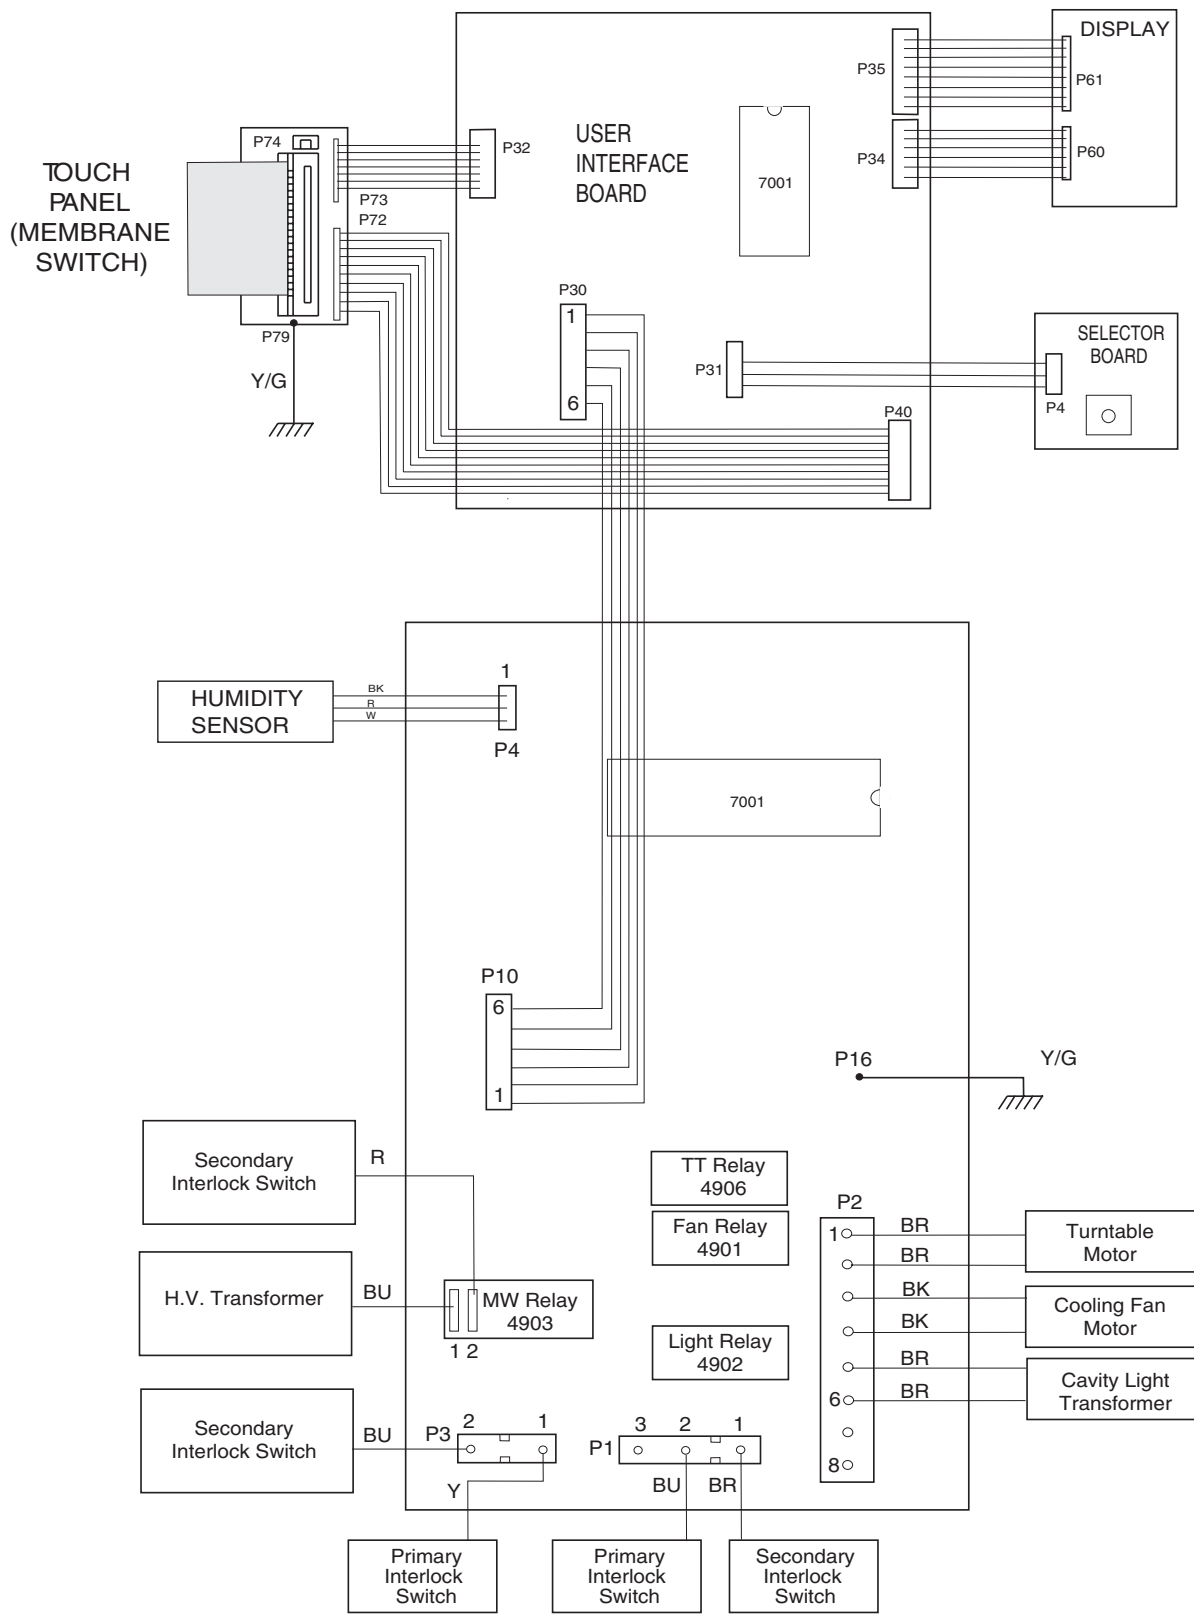 DISPLAY
P35
P61
P34
P60
USER
INTERFACE
BOARD
7001
P74
P32
TOUCH
PANEL
(MEMBRANE
SWITCH)
P73
P72
P79
Y/G
P30
1
6
P31
SELECTOR
BOARD
P4
P40
HUMIDITY
SENSOR
BK
R
W
1
P4
7001
P10
6
1
P16
Y/G
Secondary
Interlock Switch
R
TT Relay
4906
Fan Relay
4901
P2
1
BR
BR
Turntable
Motor
H.V. Transformer
BU
MW Relay
4903
1 2
Light Relay
4902
BK
BK
Cooling Fan
Motor
BR
6
BR
Cavity Light
Transformer
8
Secondary
Interlock Switch
BU
P3
2
1
Y
P1
3
2
1
BU
BR
Primary
Interlock
Switch
Primary
Interlock
Switch
Secondary
Interlock
Switch